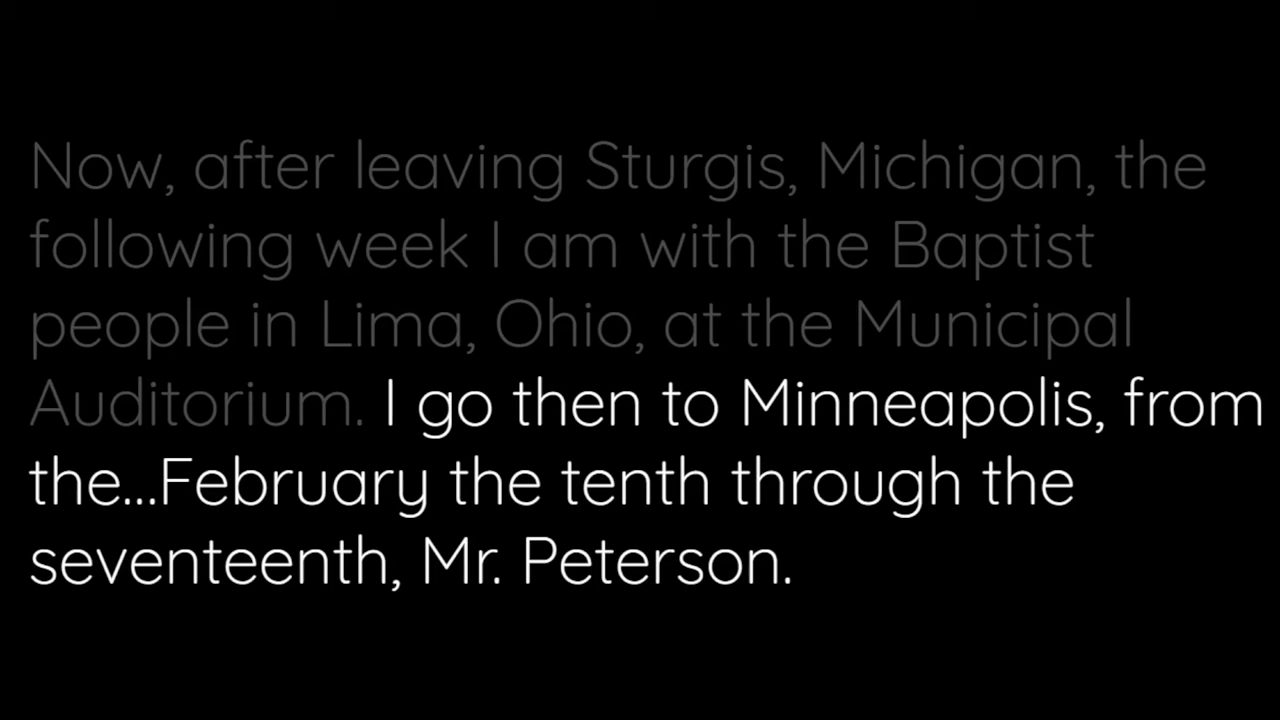 Now, after leaving Sturgis, Michigan, the
following week I am with the Baptist
people in Lima, Ohio, at the Municipal
Auditorium. I go then to Minneapolis, from
the...February the tenth through the
seventeenth, Mr. Peterson.